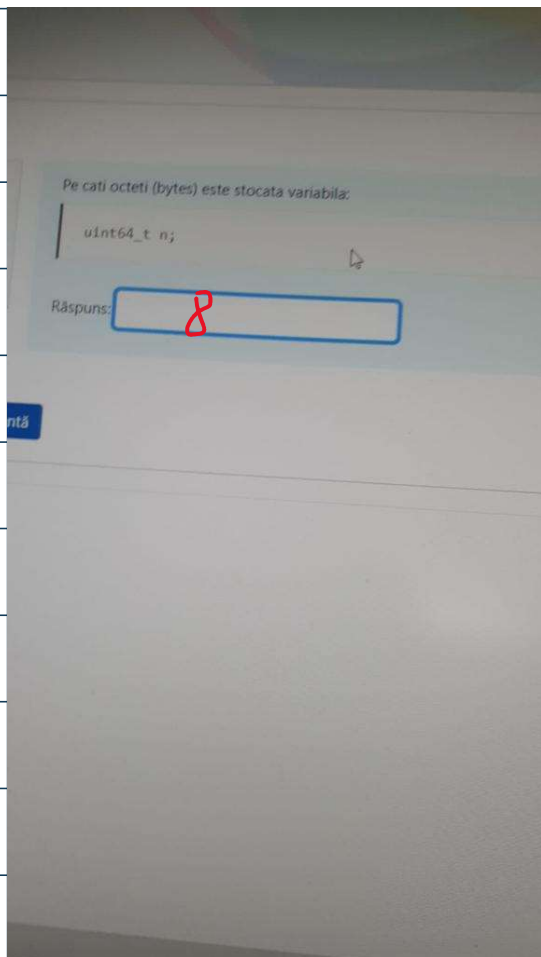 Pe cati octeti (bytes) este stocata variabila:
uint64_t n;
Răspuns: 8
ntă